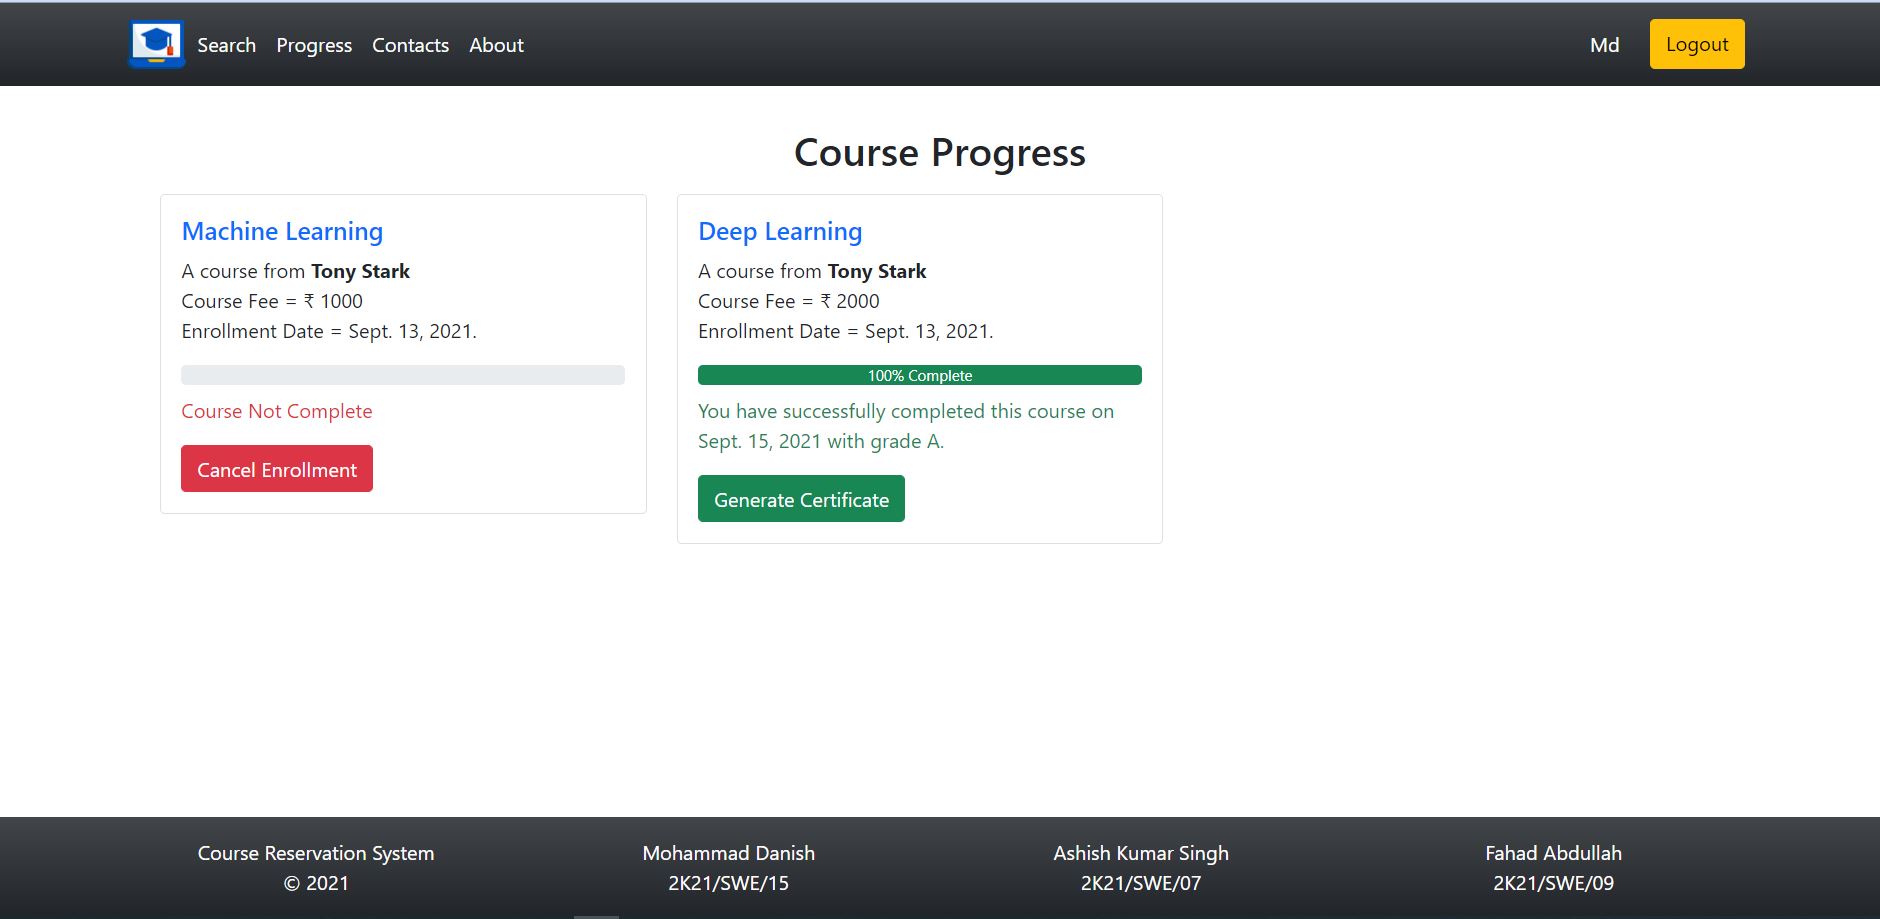 Search Progress Contacts About Md Logout
Course Progress
Machine Learning
A course from Tony Stark
Course Fee = ₹ 1000
Enrollment Date = Sept. 13, 2021.
Course Not Complete
Cancel Enrollment
Deep Learning
A course from Tony Stark
Course Fee = ₹ 2000
Enrollment Date = Sept. 13, 2021.
100% Complete
You have successfully completed this course on
Sept. 15, 2021 with grade A.
Generate Certificate
Course Reservation System
© 2021
Mohammad Danish
2K21/SWE/15
Ashish Kumar Singh
2K21/SWE/07
Fahad Abdullah
2K21/SWE/09